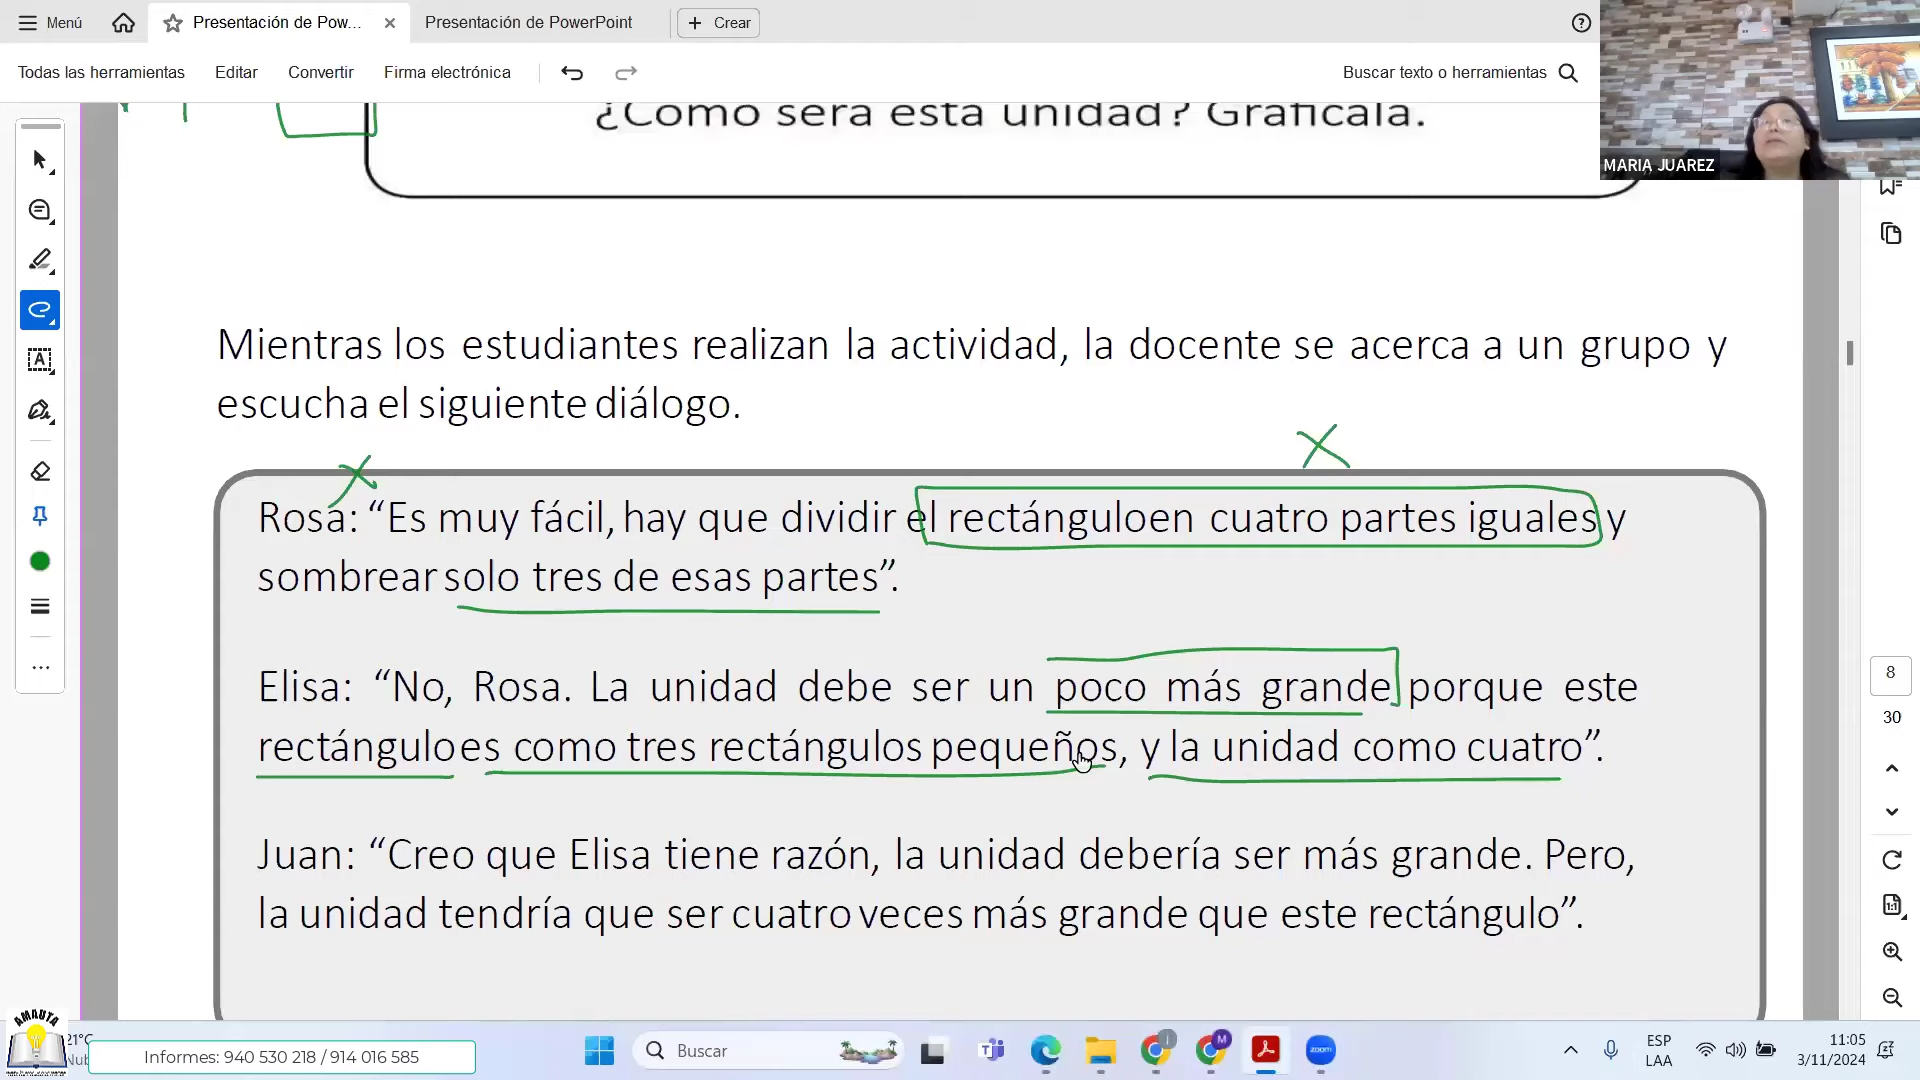 Menú
Presentación de Pow...
Presentación de PowerPoint
Crear
Todas las herramientas
Editar
Convertir
Firma electrónica
Buscar texto o herramientas
MARIA JUAREZ
¿Cómo será esta unidad? Grafícala.
Mientras los estudiantes realizan la actividad, la docente se acerca a un grupo y
escucha el siguiente diálogo.
Rosa: “Es muy fácil, hay que dividir el rectánguloen cuatro partes iguales y
sombrear solo tres de esas partes”.
Elisa: “No, Rosa. La unidad debe ser un poco más grande porque este
rectángulo es como tres rectángulos pequeños, y la unidad como cuatro”.
Juan: “Creo que Elisa tiene razón, la unidad debería ser más grande. Pero,
la unidad tendría que ser cuatro veces más grande que este rectángulo”.
8
30
AMAUTA
21°C
Informes: 940 530 218 / 914 016 585
Buscar
zoom
ESP
LAA
11:05
3/11/2024